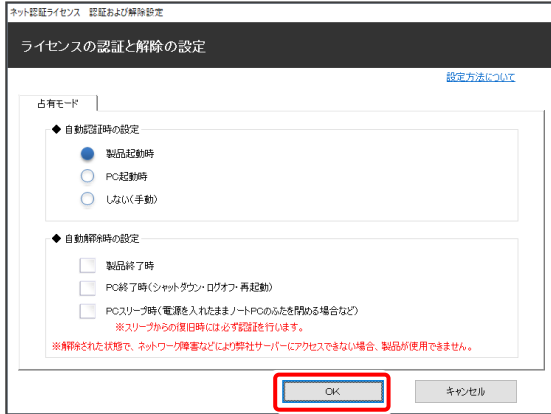 ネット認証ライセンス 認証および解除設定
ライセンスの認証と解除の設定
設定方法について
占有モード
◆ 自動認証時の設定
製品起動時
PC起動時
しない(手動)
◆ 自動解除時の設定
製品終了時
PC終了時(シャットダウン・ログオフ・再起動)
PCスリープ時(電源を入れたままノートPCのふたを閉める場合など)
※スリープからの復旧時には必ず認証を行います。
※解除された状態で、ネットワーク障害などにより弊社サーバーにアクセスできない場合、製品が使用できません。
OK
キャンセル